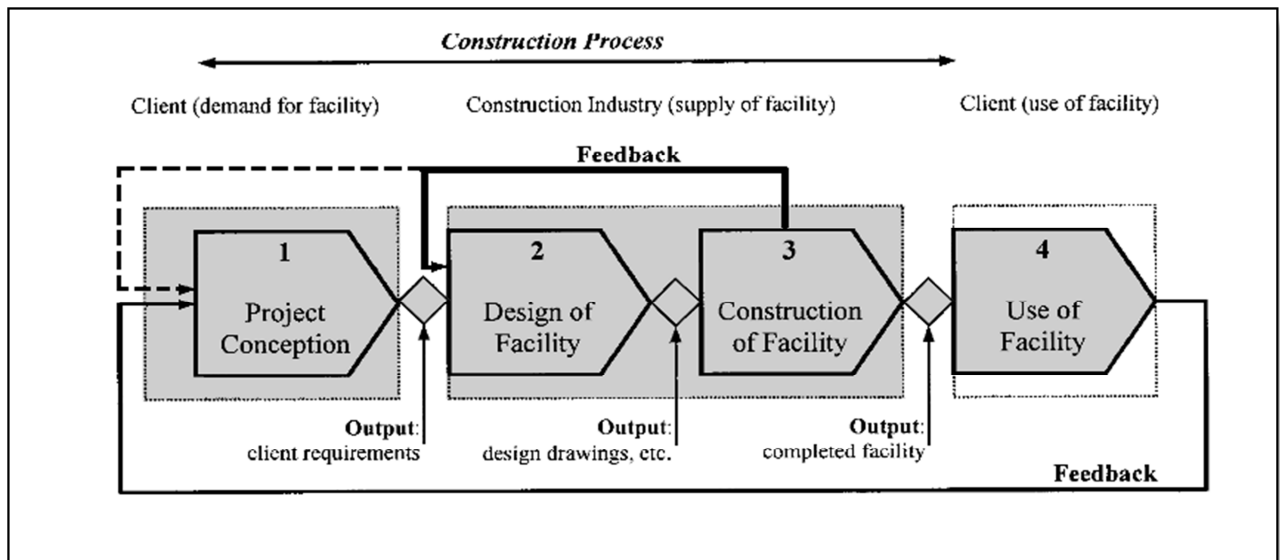 Construction Process
Client (demand for facility)
Construction Industry (supply of facility)
Client (use of facility)
Feedback
1
Project
Conception
2
Design of
Facility
3
Construction
of Facility
4
Use of
Facility
Output:
client requirements
Output:
design drawings, etc.
Output:
completed facility
Feedback